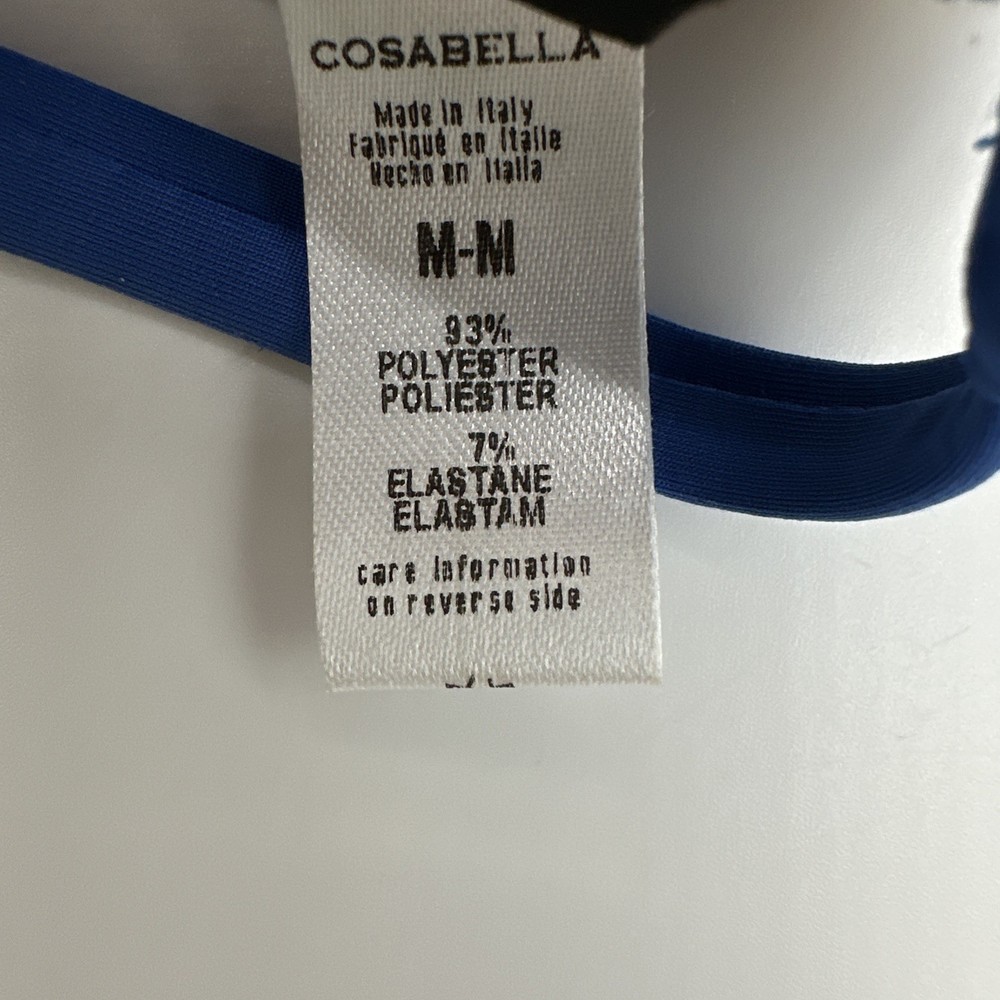 COSABELLA
Made in Italy
Fabriqué en Italie
Hecho en Italia
M-M
93%
POLYESTER
POLIÉSTER
7%
ELASTANE
ELASTAM
care information
on reverse side